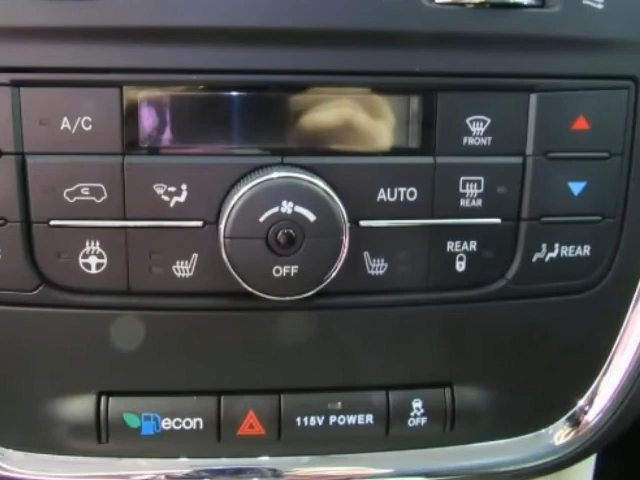 A/C
FRONT
AUTO
REAR
OFF
REAR
REAR
econ
115V POWER
OFF